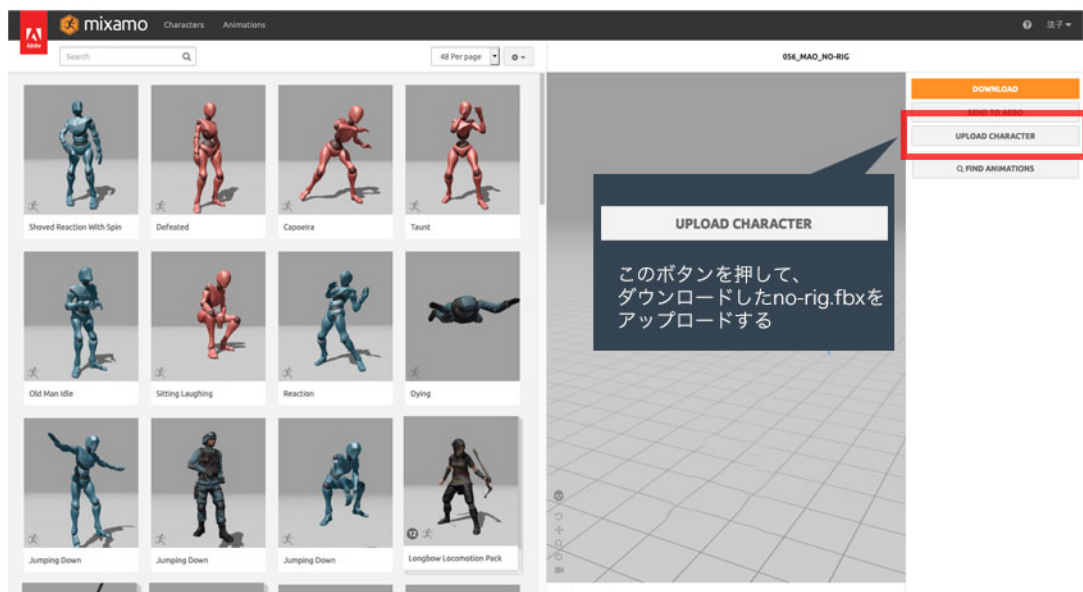 Adobe
mixamo
Characters
Animations
法子
Search
48 Per page
056_MAO_NO-RIG
DOWNLOAD
SEND TO AERO
UPLOAD CHARACTER
FIND ANIMATIONS
UPLOAD CHARACTER
このボタンを押して、
ダウンロードしたno-rig.fbxを
アップロードする
Shoved Reaction With Spin
Defeated
Capoeira
Taunt
Old Man Idle
Sitting Laughing
Reaction
Dying
Jumping Down
Jumping Down
Jumping Down
12
Longbow Locomotion Pack